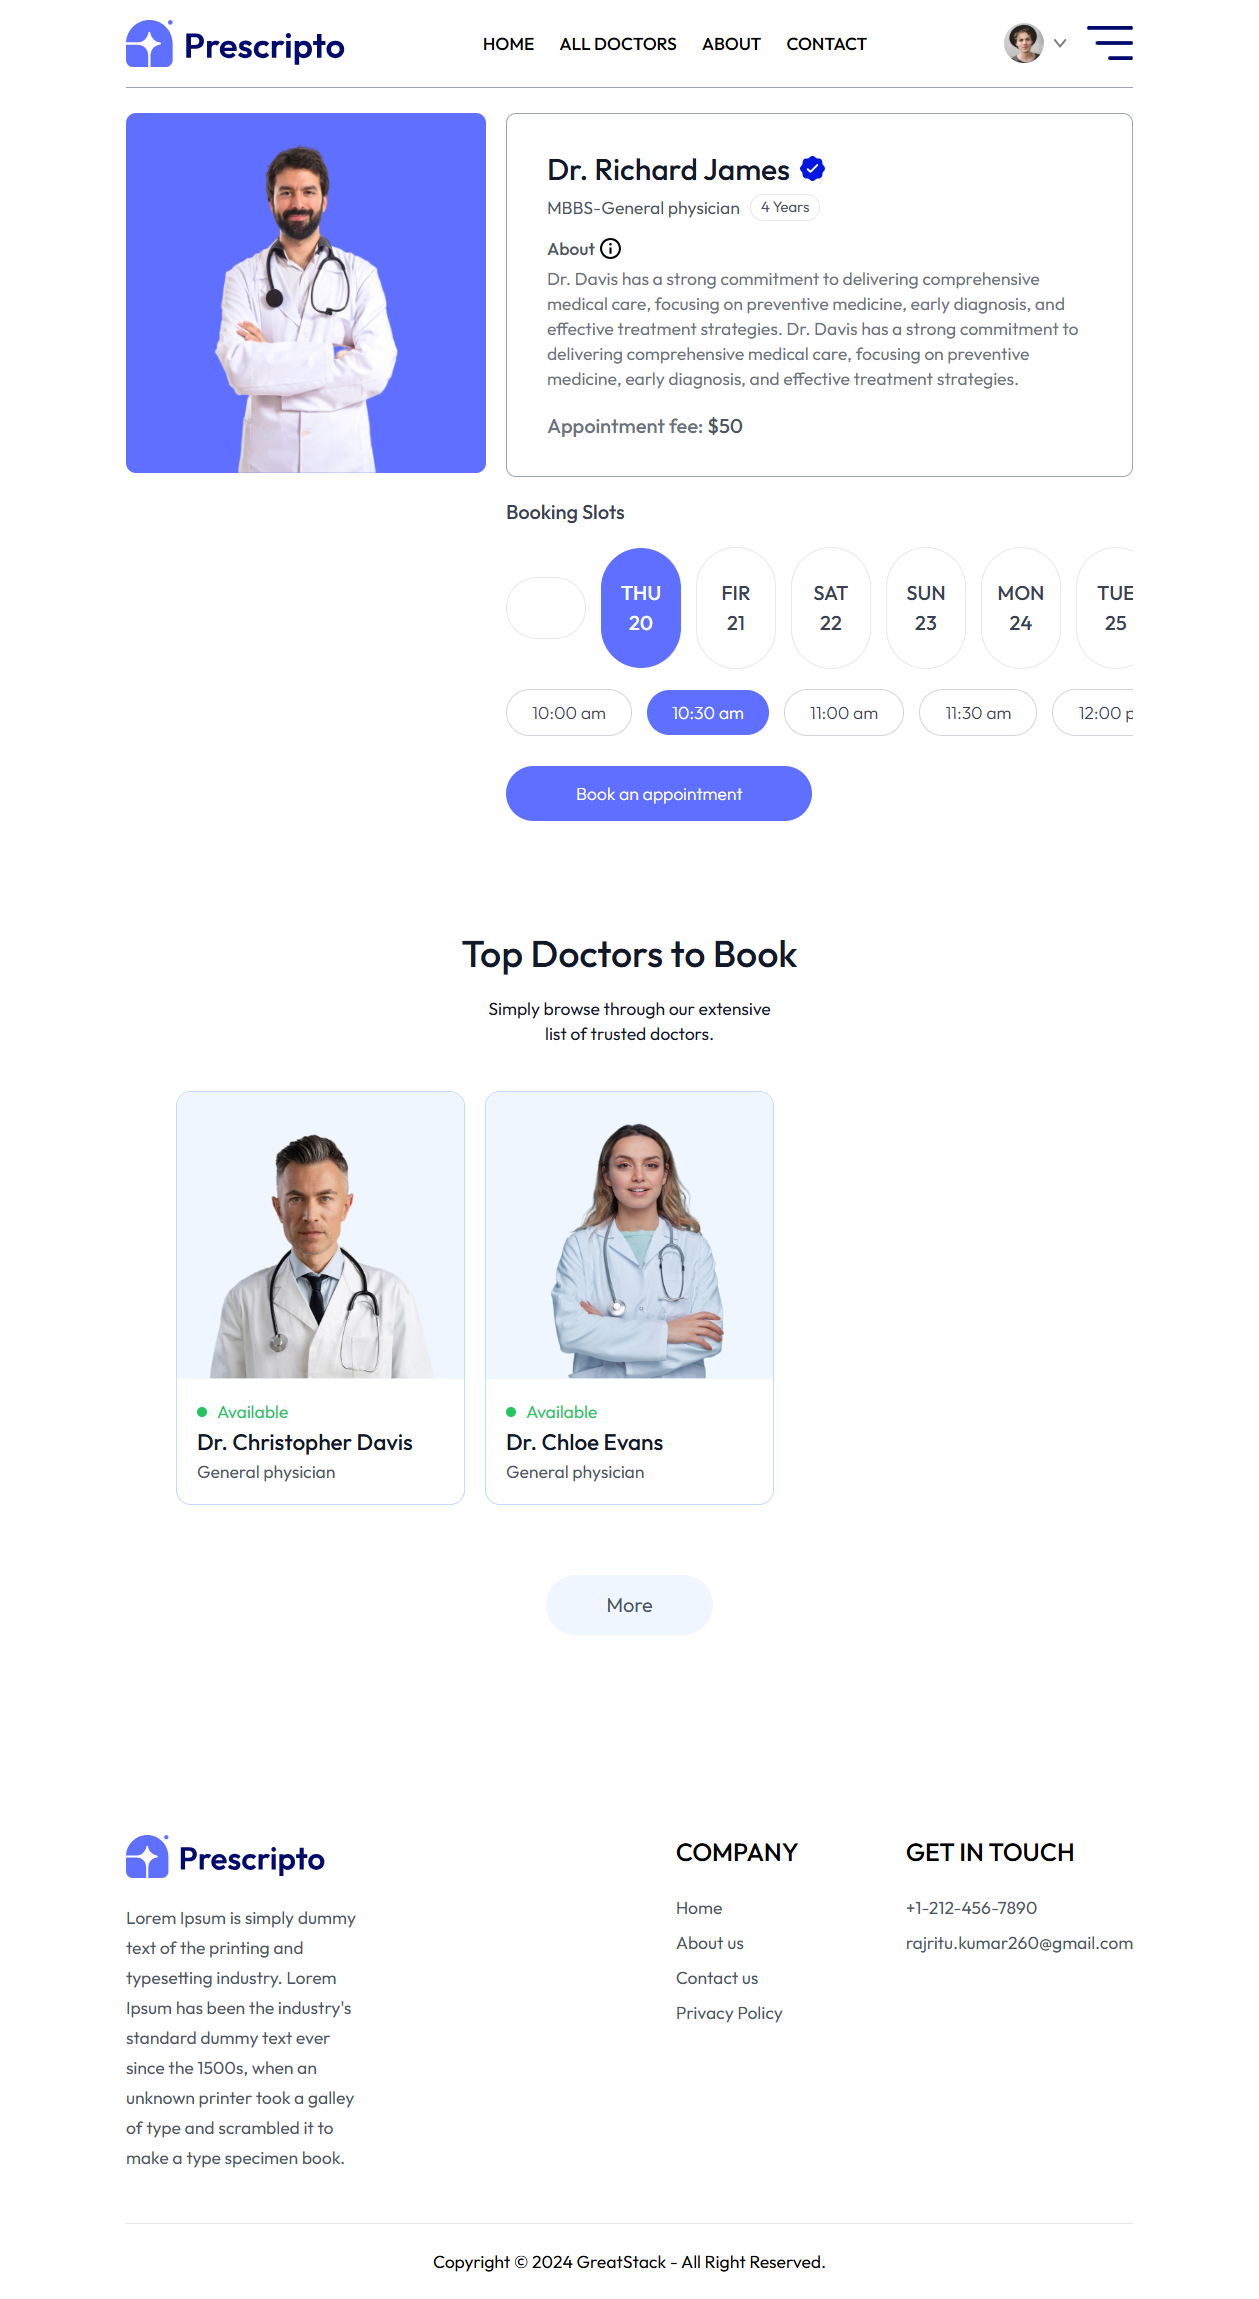 Prescripto
HOME ALL DOCTORS ABOUT CONTACT
Dr. Richard James
MBBS-General physician 4 Years
About
Dr. Davis has a strong commitment to delivering comprehensive
medical care, focusing on preventive medicine, early diagnosis, and
effective treatment strategies. Dr. Davis has a strong commitment to
delivering comprehensive medical care, focusing on preventive
medicine, early diagnosis, and effective treatment strategies.
Appointment fee: $50
Booking Slots
THU FIR SAT SUN MON TUE
20 21 22 23 24 25
10:00 am 10:30 am 11:00 am 11:30 am 12:00 p
Book an appointment
Top Doctors to Book
Simply browse through our extensive
list of trusted doctors.
Available
Dr. Christopher Davis
General physician
Available
Dr. Chloe Evans
General physician
More
Prescripto
Lorem Ipsum is simply dummy
text of the printing and
typesetting industry. Lorem
Ipsum has been the industry's
standard dummy text ever
since the 1500s, when an
unknown printer took a galley
of type and scrambled it to
make a type specimen book.
COMPANY
Home
About us
Contact us
Privacy Policy
GET IN TOUCH
+1-212-456-7890
rajritu.kumar260@gmail.com
Copyright © 2024 GreatStack - All Right Reserved.